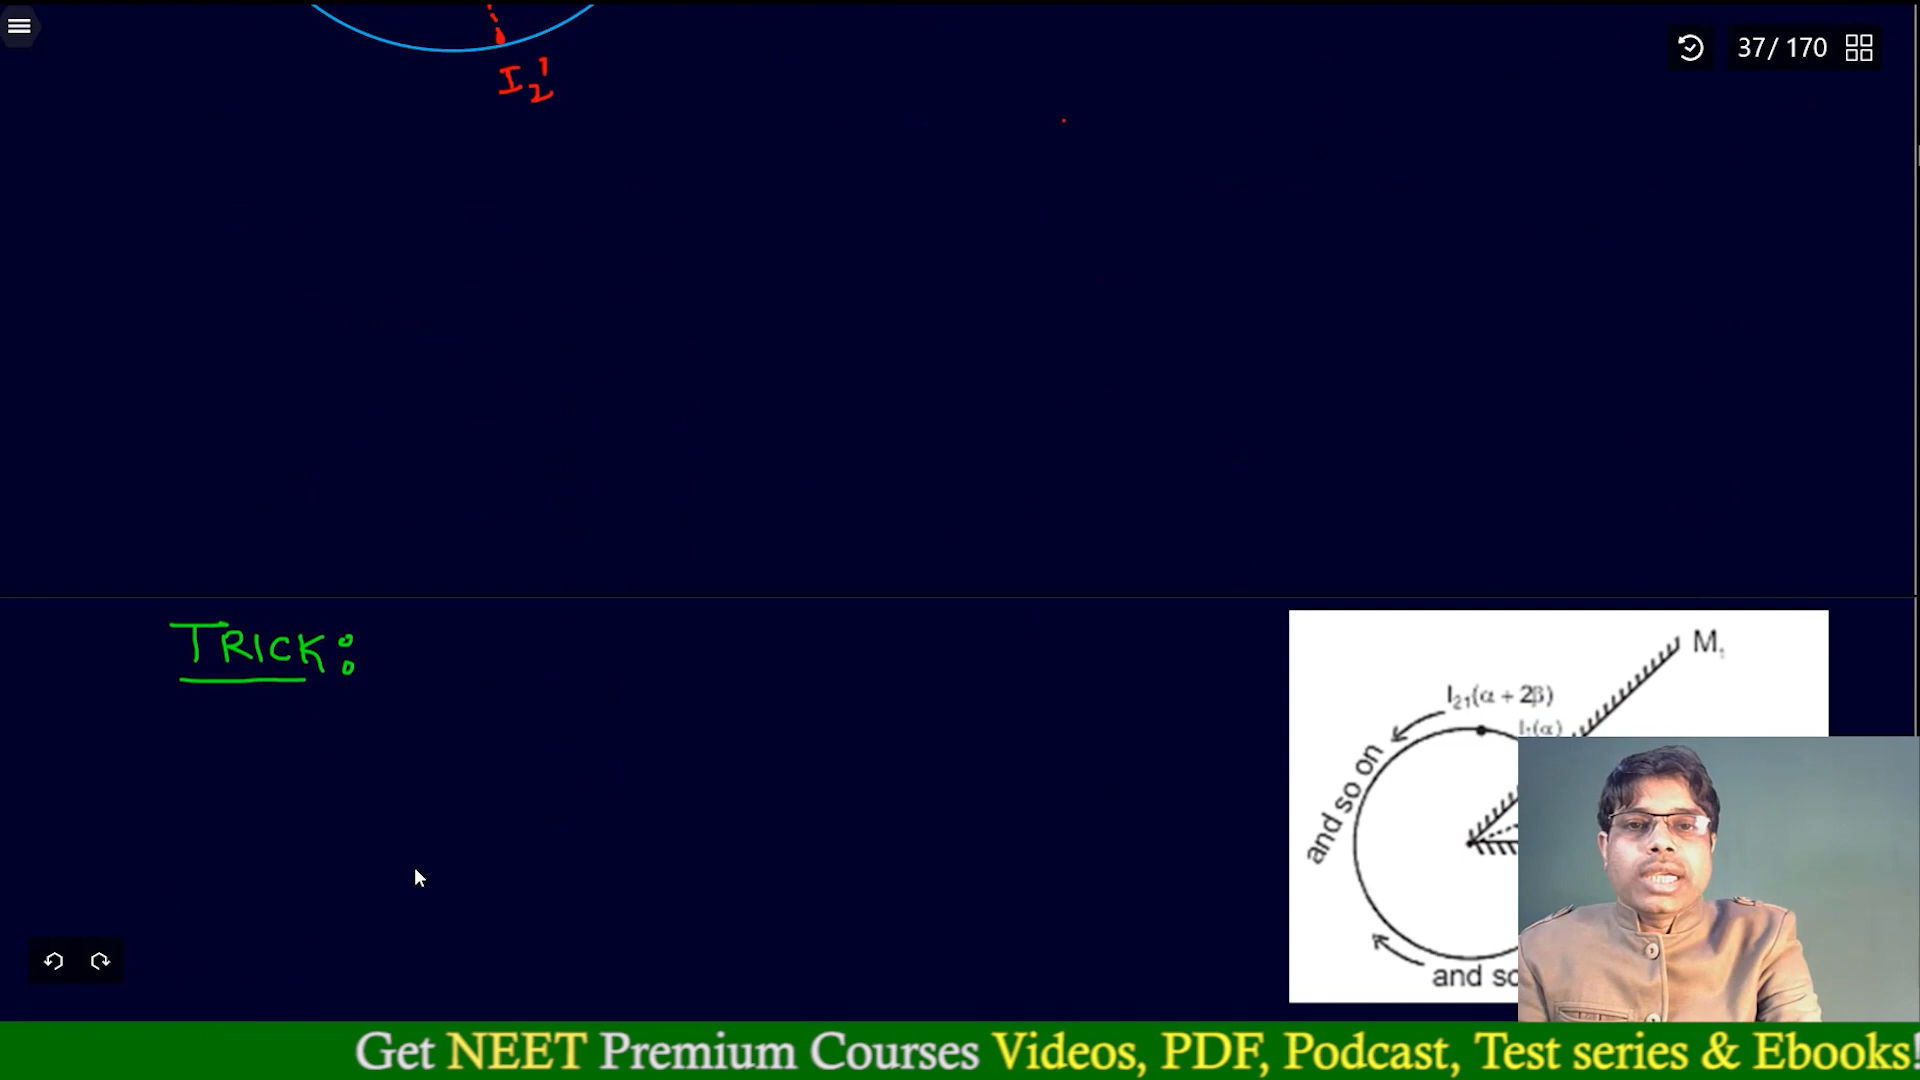 37/ 170
I₂'
TRICK:
M₁
I₂₁(α + 2β)
I₁(α)
and so on
and so
Get NEET Premium Courses Videos, PDF, Podcast, Test series & Ebooks!